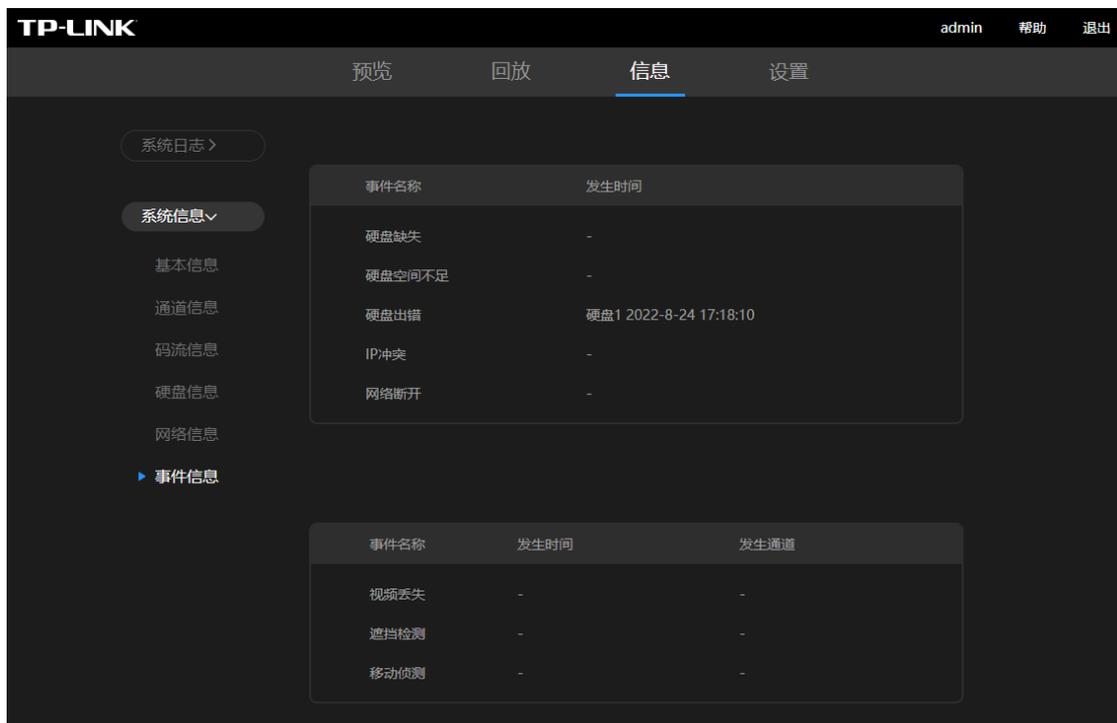 TP-LINK
admin 帮助 退出
预览 回放 信息 设置
系统日志
系统信息
基本信息
通道信息
码流信息
硬盘信息
网络信息
事件信息
事件名称 发生时间
硬盘缺失 -
硬盘空间不足 -
硬盘出错 硬盘1 2022-8-24 17:18:10
IP冲突 -
网络断开 -
事件名称 发生时间 发生通道
视频丢失 - -
遮挡检测 - -
移动侦测 - -